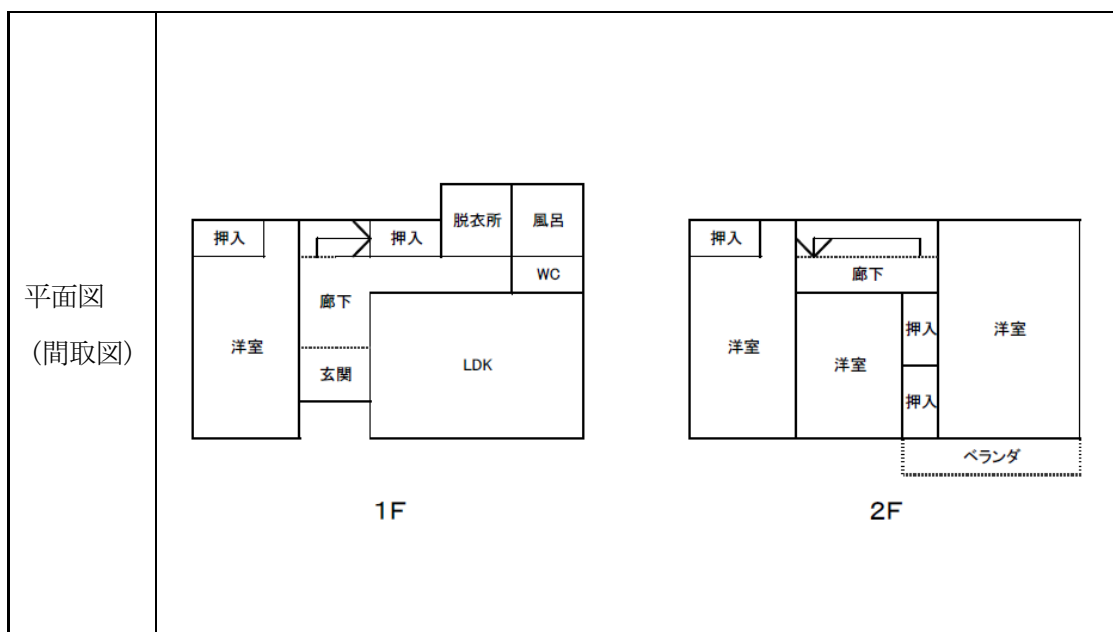 平面図
(間取図)
脱衣所
風呂
押入
押入
WC
廊下
洋室
LDK
玄関
1F
押入
廊下
押入
洋室
洋室
洋室
押入
ベランダ
2F